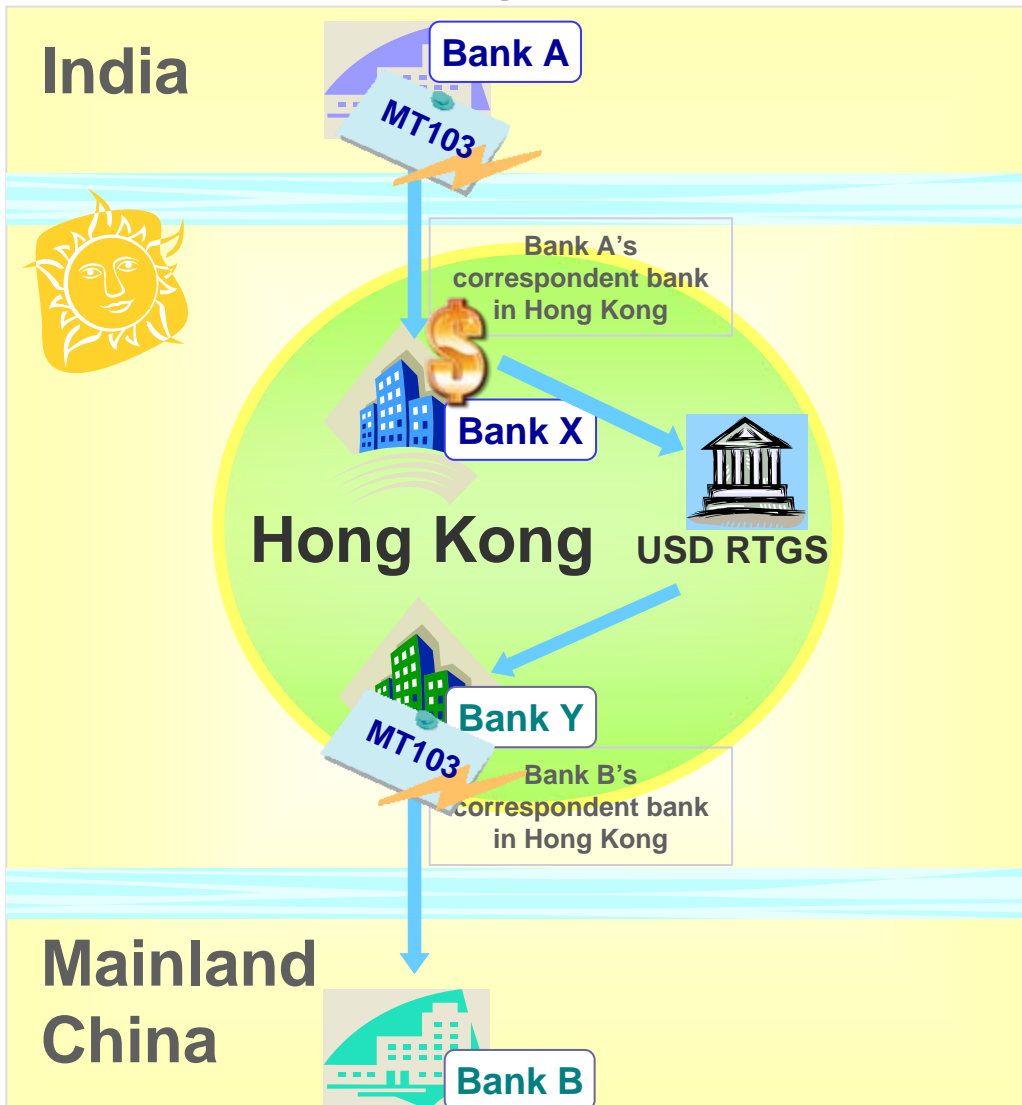 India
Bank A
MT103
Bank A’s
correspondent bank
in Hong Kong
Bank X
Hong Kong
USD RTGS
Bank Y
MT103
Bank B’s
correspondent bank
in Hong Kong
Mainland
China
Bank B